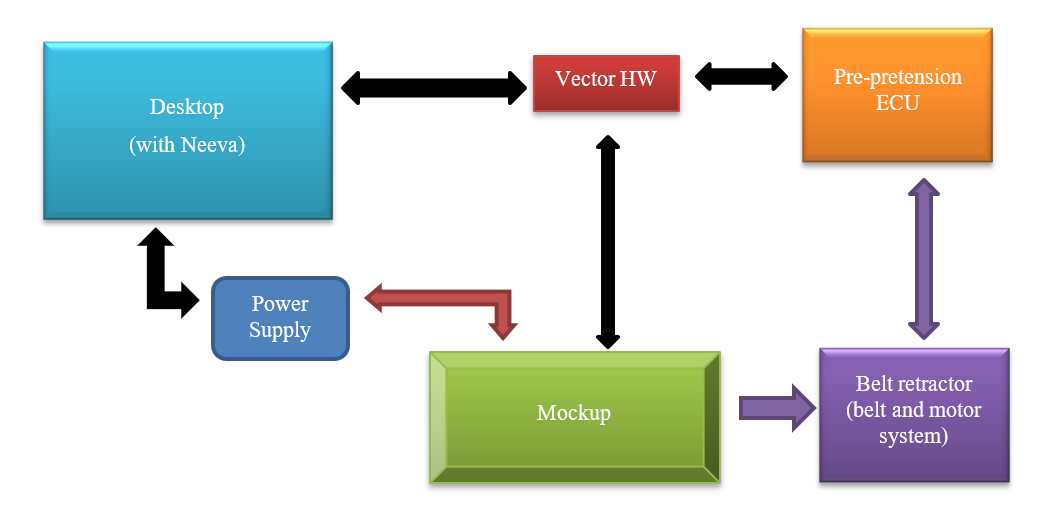 Desktop
(with Neeva)
Vector HW
Pre-pretension
ECU
Power
Supply
Mockup
Belt retractor
(belt and motor
system)